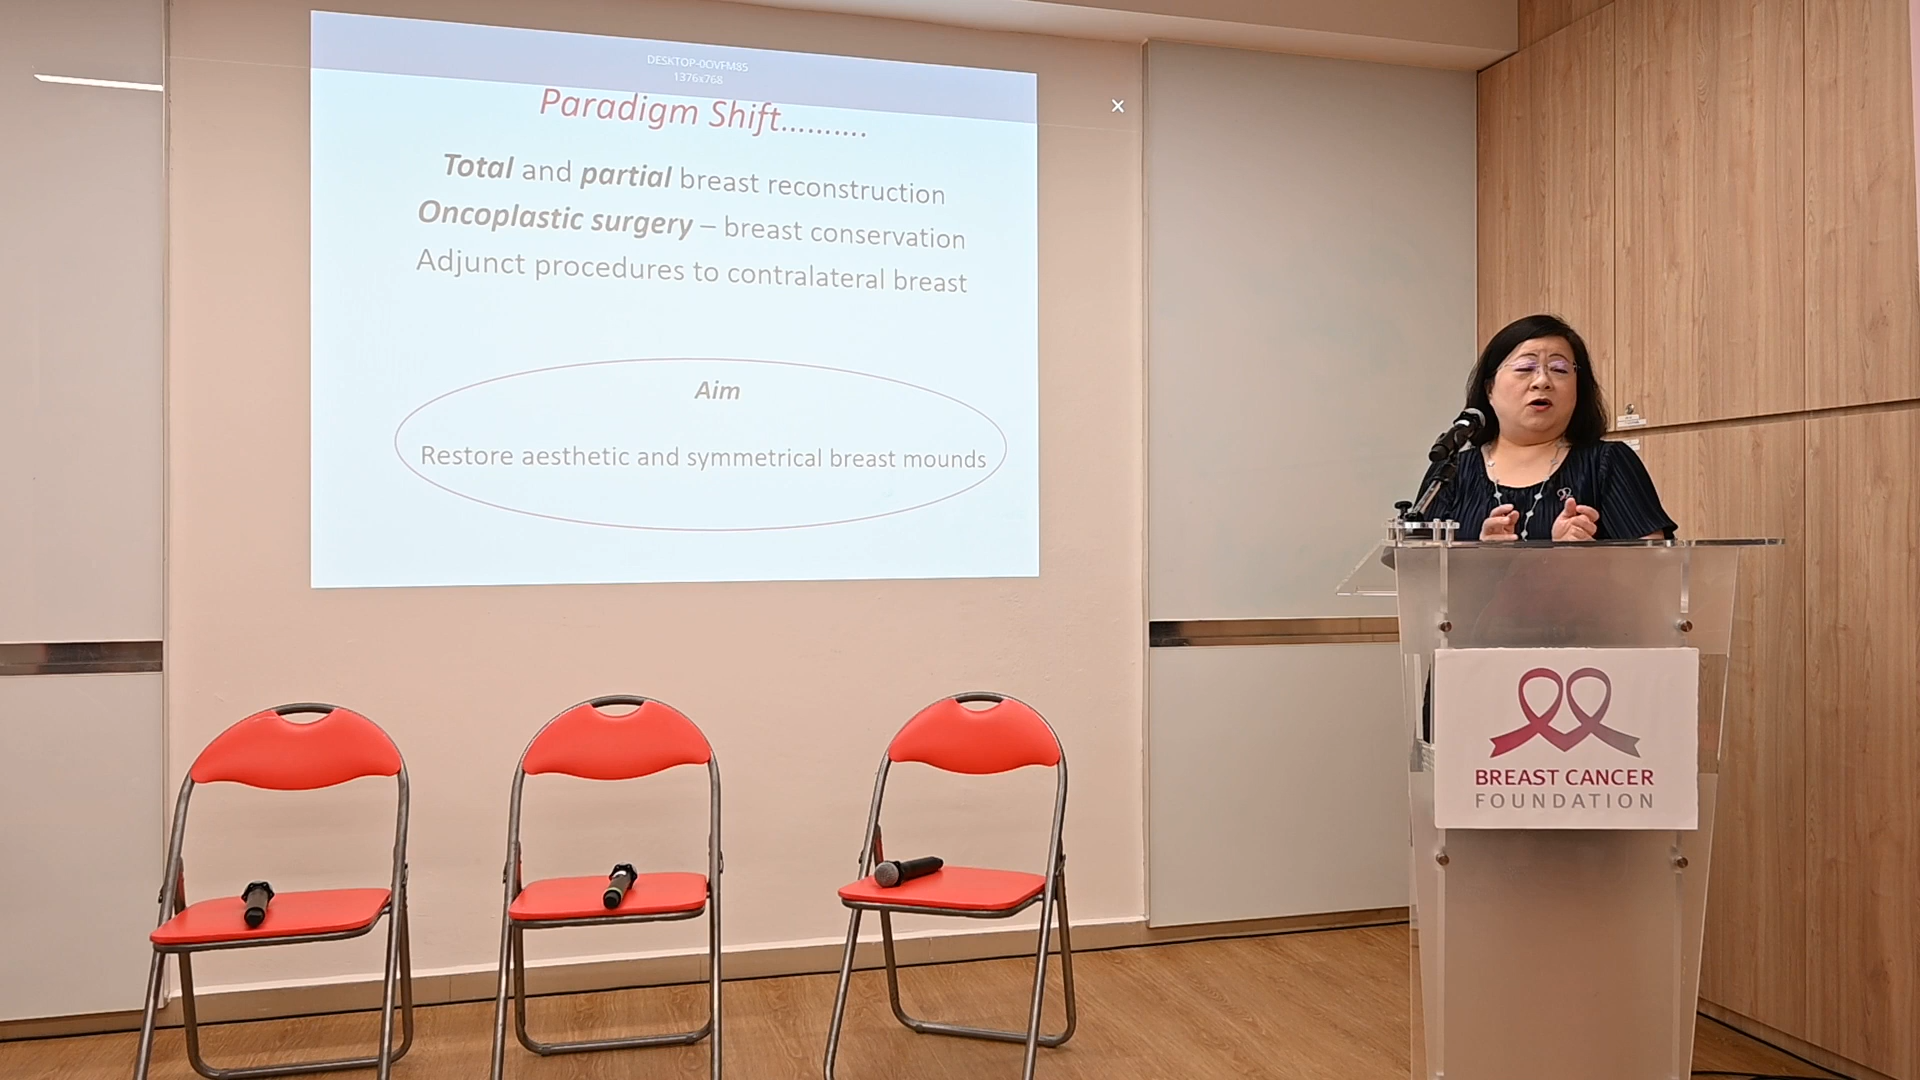 DESKTOP-0OVFM85
1376x768
Paradigm Shift..........
Total and partial breast reconstruction
Oncoplastic surgery – breast conservation
Adjunct procedures to contralateral breast
Aim
Restore aesthetic and symmetrical breast mounds
BREAST CANCER
FOUNDATION